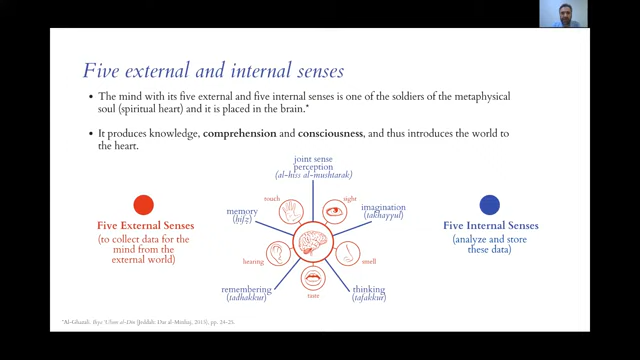 Five external and internal senses
• The mind with its five external and five internal senses is one of the soldiers of the metaphysical
soul (spiritual heart) and it is placed in the brain.*
• It produces knowledge, comprehension and consciousness, and thus introduces the world to
the heart.
joint sense
perception
(al-hiss al-mushtarak)
touch
sight
memory
(ḥifẓ)
imagination
(takhayyul)
Five External Senses
(to collect data for the
mind from the
external world)
Five Internal Senses
(analyze and store
these data)
hearing
smell
remembering
(tadhakkur)
taste
thinking
(tafakkur)
*Al-Ghazali, Ihya 'Ulum al-Din (Jeddah: Dar al-Minhaj, 2015), pp. 24-25.